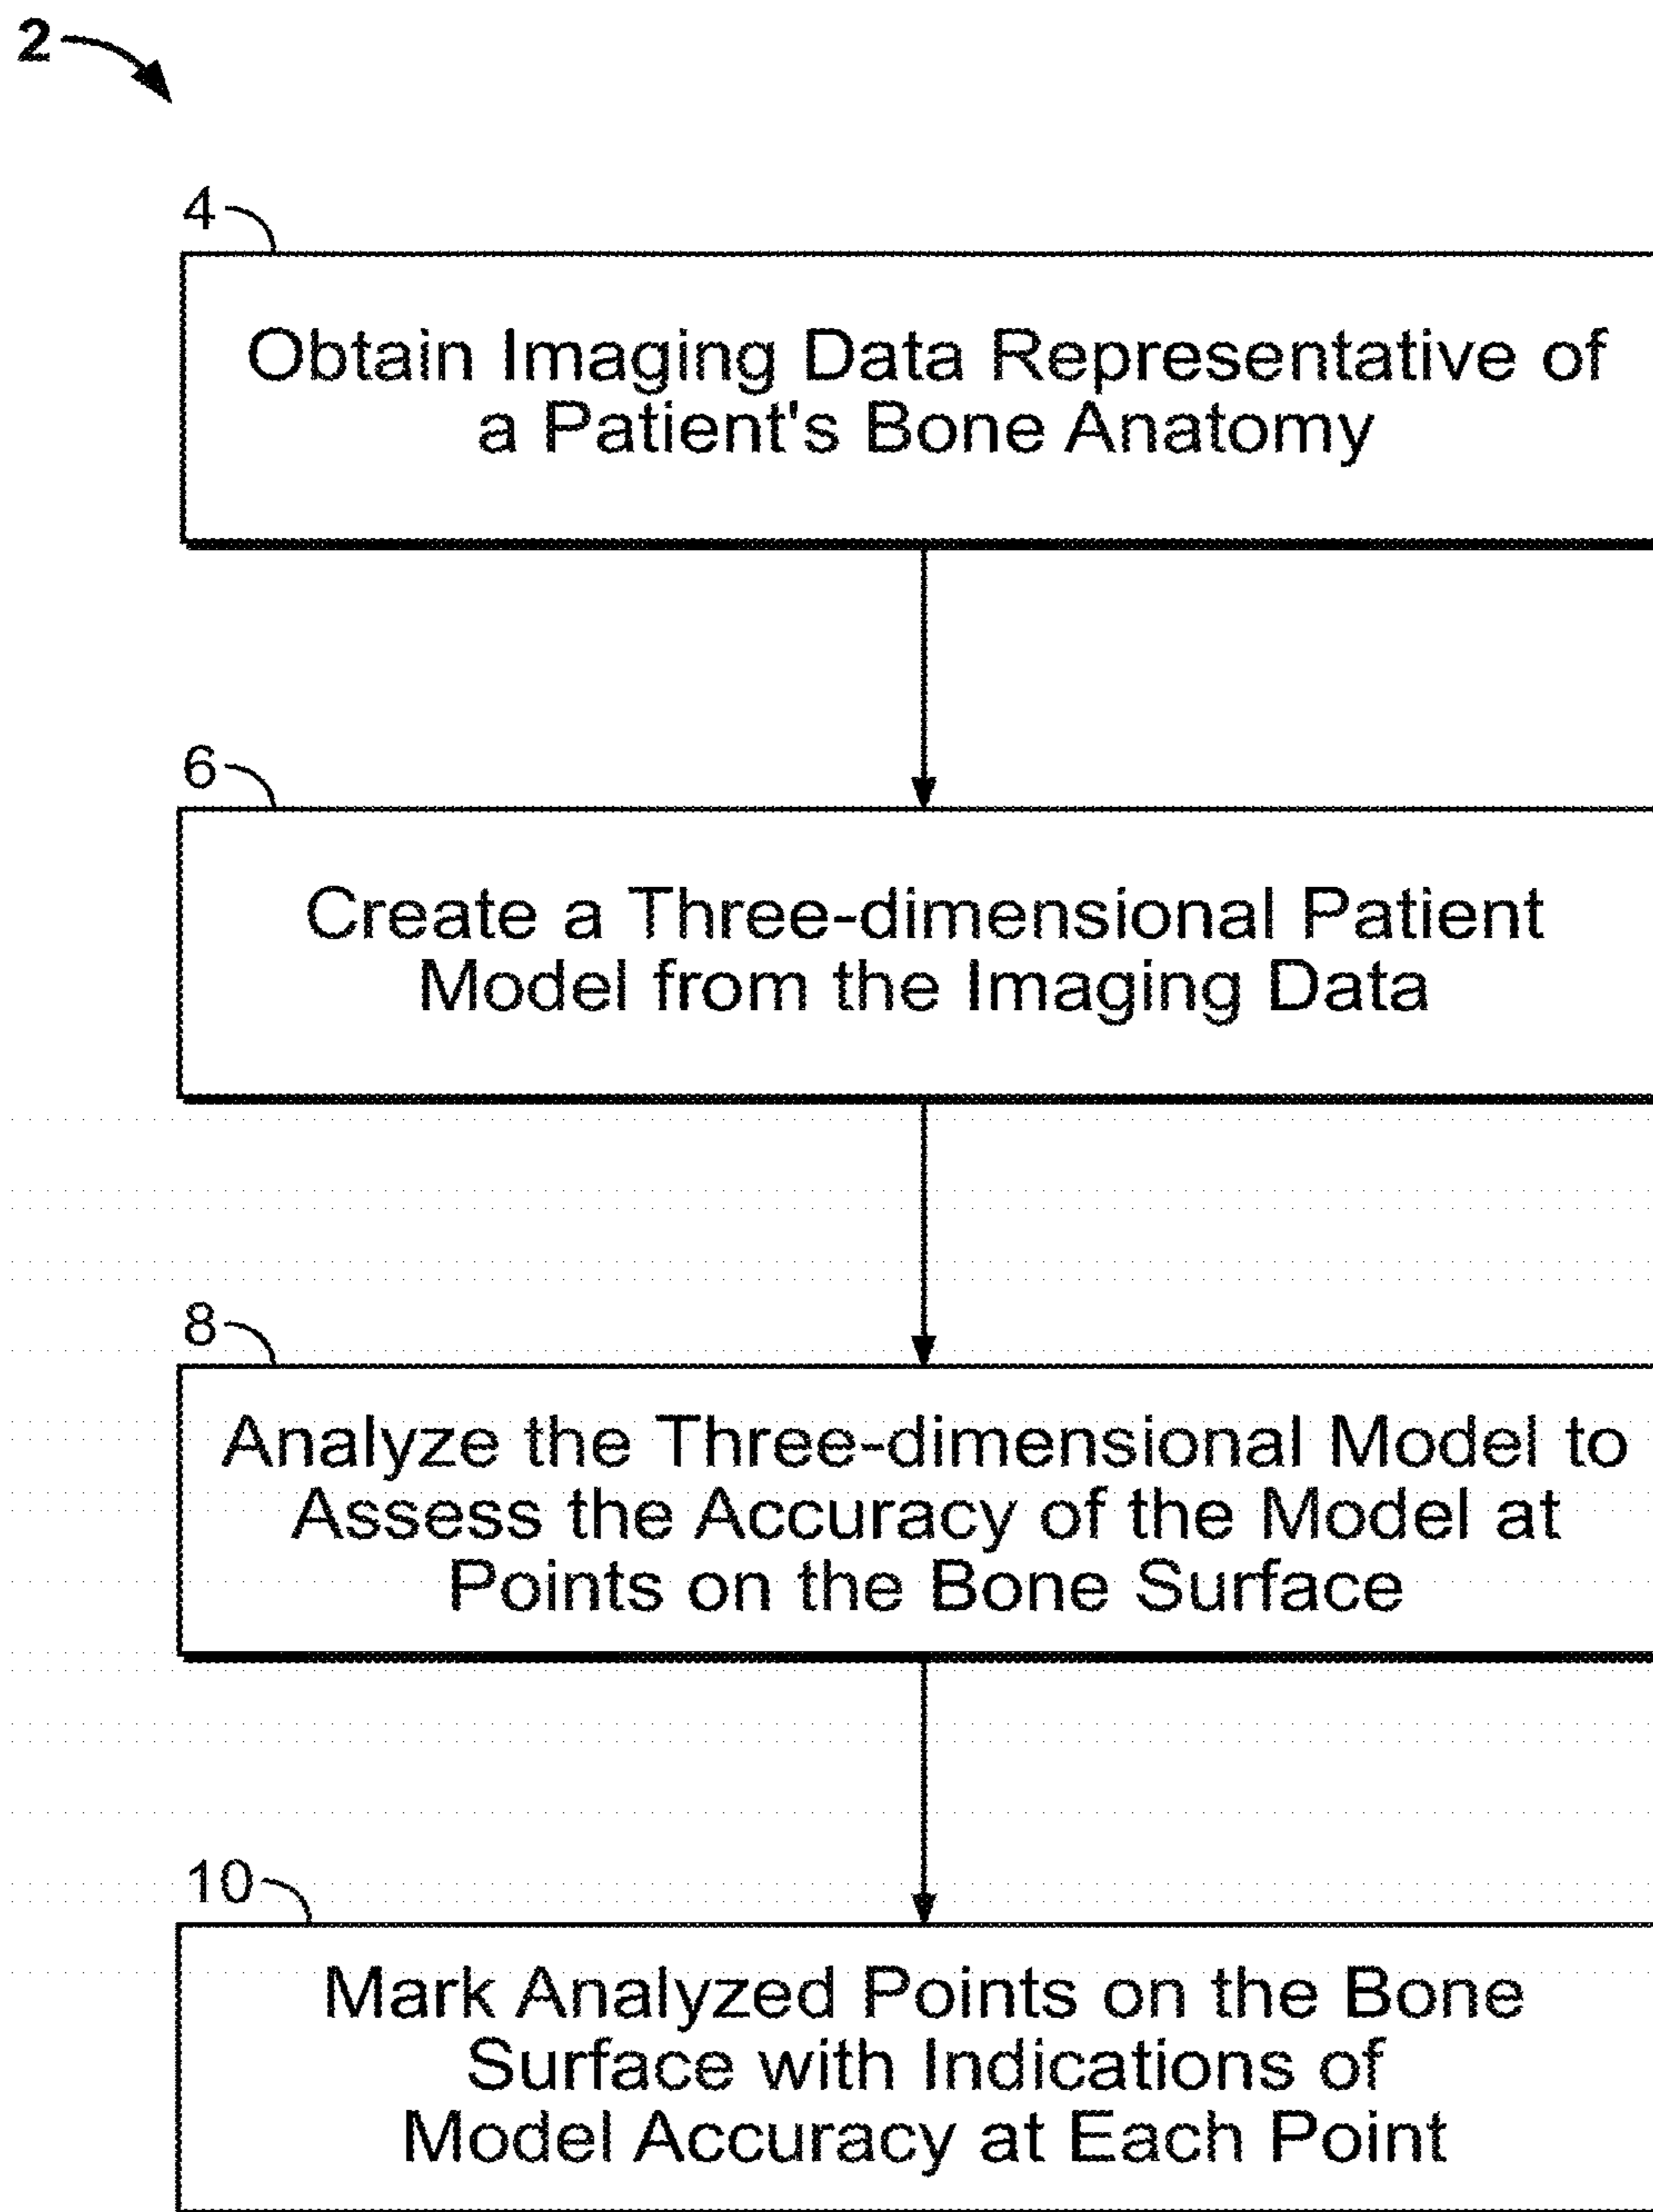 2
4
Obtain Imaging Data Representative of
a Patient's Bone Anatomy
6
Create a Three-dimensional Patient
Model from the Imaging Data
8
Analyze the Three-dimensional Model to
Assess the Accuracy of the Model at
Points on the Bone Surface
10
Mark Analyzed Points on the Bone
Surface with Indications of
Model Accuracy at Each Point